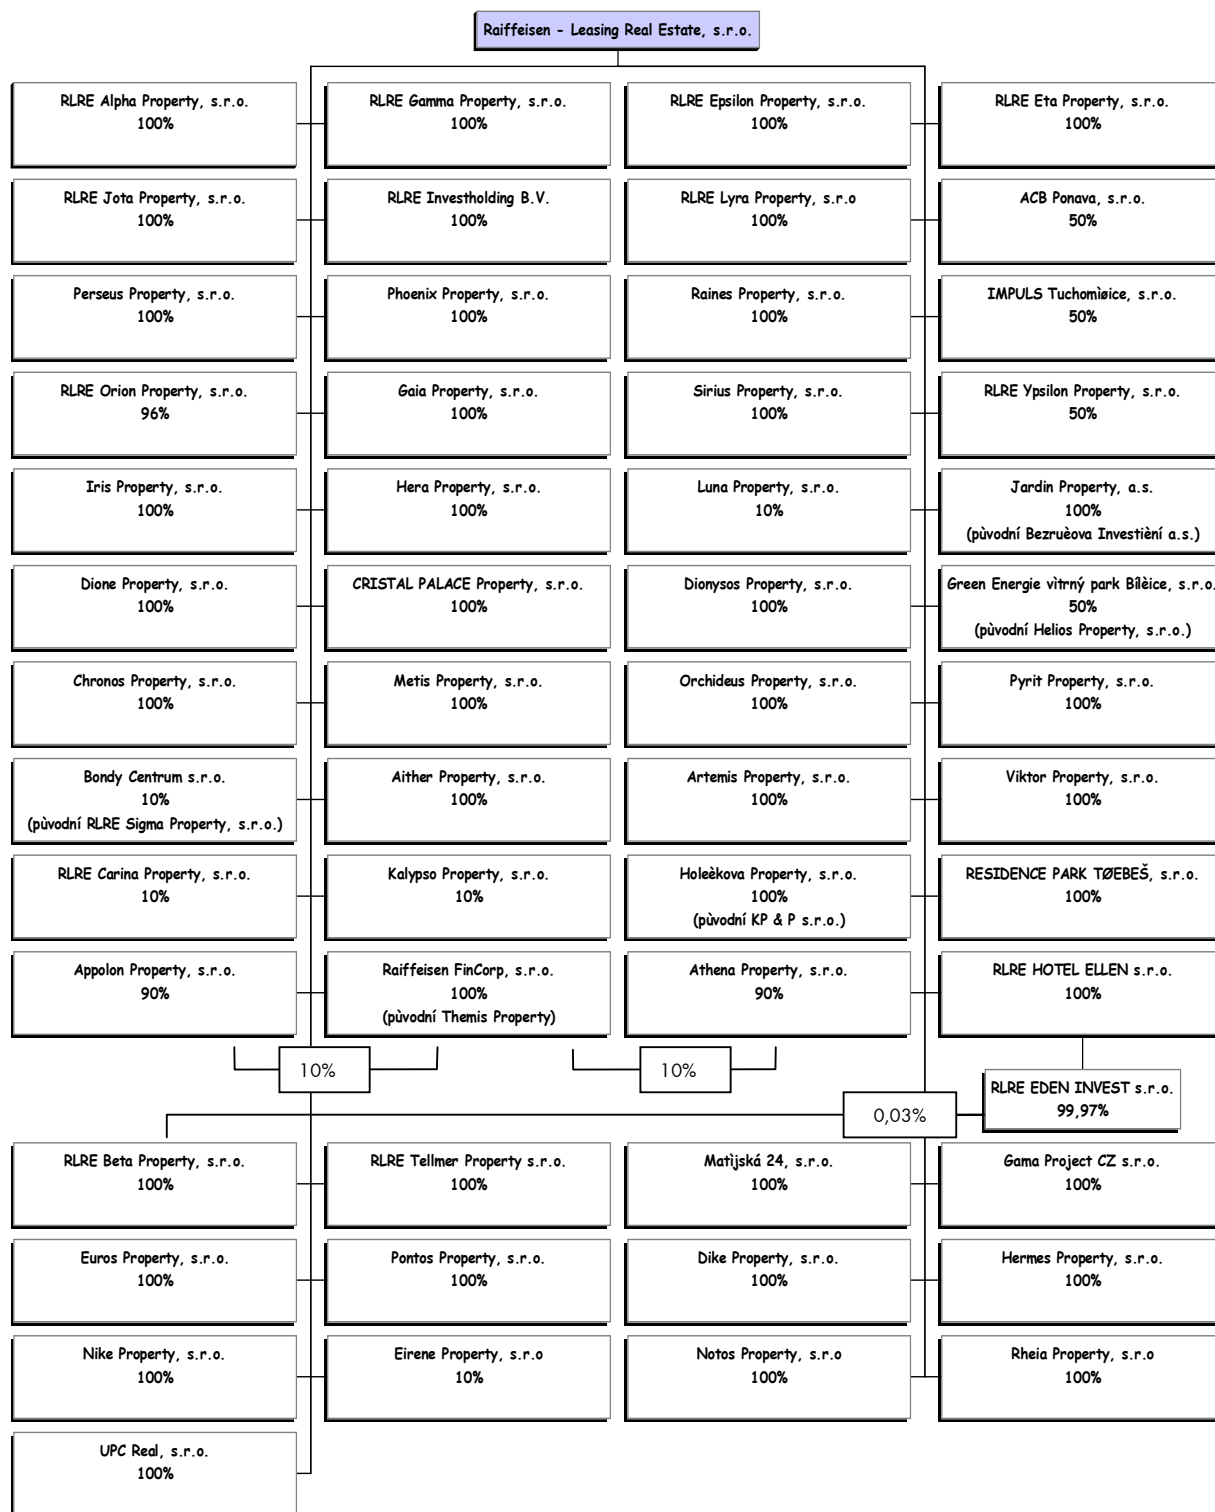 Raiffeisen - Leasing Real Estate, s.r.o.
RLRE Alpha Property, s.r.o.
100%
RLRE Gamma Property, s.r.o.
100%
RLRE Epsilon Property, s.r.o.
100%
RLRE Eta Property, s.r.o.
100%
RLRE Jota Property, s.r.o.
100%
RLRE Investholding B.V.
100%
RLRE Lyra Property, s.r.o
100%
ACB Ponava, s.r.o.
50%
Perseus Property, s.r.o.
100%
Phoenix Property, s.r.o.
100%
Raines Property, s.r.o.
100%
IMPULS Tuchomìøice, s.r.o.
50%
RLRE Orion Property, s.r.o.
96%
Gaia Property, s.r.o.
100%
Sirius Property, s.r.o.
100%
RLRE Ypsilon Property, s.r.o.
50%
Iris Property, s.r.o.
100%
Hera Property, s.r.o.
100%
Luna Property, s.r.o.
10%
Jardin Property, a.s.
100%
(pùvodní Bezruèova Investièní a.s.)
Dione Property, s.r.o.
100%
CRISTAL PALACE Property, s.r.o.
100%
Dionysos Property, s.r.o.
100%
Green Energie vìtrný park Bílèice, s.r.o.
50%
(pùvodní Helios Property, s.r.o.)
Chronos Property, s.r.o.
100%
Metis Property, s.r.o.
100%
Orchideus Property, s.r.o.
100%
Pyrit Property, s.r.o.
100%
Bondy Centrum s.r.o.
10%
(pùvodní RLRE Sigma Property, s.r.o.)
Aither Property, s.r.o.
100%
Artemis Property, s.r.o.
100%
Viktor Property, s.r.o.
100%
RLRE Carina Property, s.r.o.
10%
Kalypso Property, s.r.o.
10%
Holeèkova Property, s.r.o.
100%
(pùvodní KP & P s.r.o.)
RESIDENCE PARK TØEBEŠ, s.r.o.
100%
Appolon Property, s.r.o.
90%
Raiffeisen FinCorp, s.r.o.
100%
(pùvodní Themis Property)
Athena Property, s.r.o.
90%
RLRE HOTEL ELLEN s.r.o.
100%
10%
10%
RLRE EDEN INVEST s.r.o.
99,97%
0,03%
RLRE Beta Property, s.r.o.
100%
RLRE Tellmer Property s.r.o.
100%
Matìjská 24, s.r.o.
100%
Gama Project CZ s.r.o.
100%
Euros Property, s.r.o.
100%
Pontos Property, s.r.o.
100%
Dike Property, s.r.o.
100%
Hermes Property, s.r.o.
100%
Nike Property, s.r.o.
100%
Eirene Property, s.r.o
10%
Notos Property, s.r.o
100%
Rheia Property, s.r.o
100%
UPC Real, s.r.o.
100%